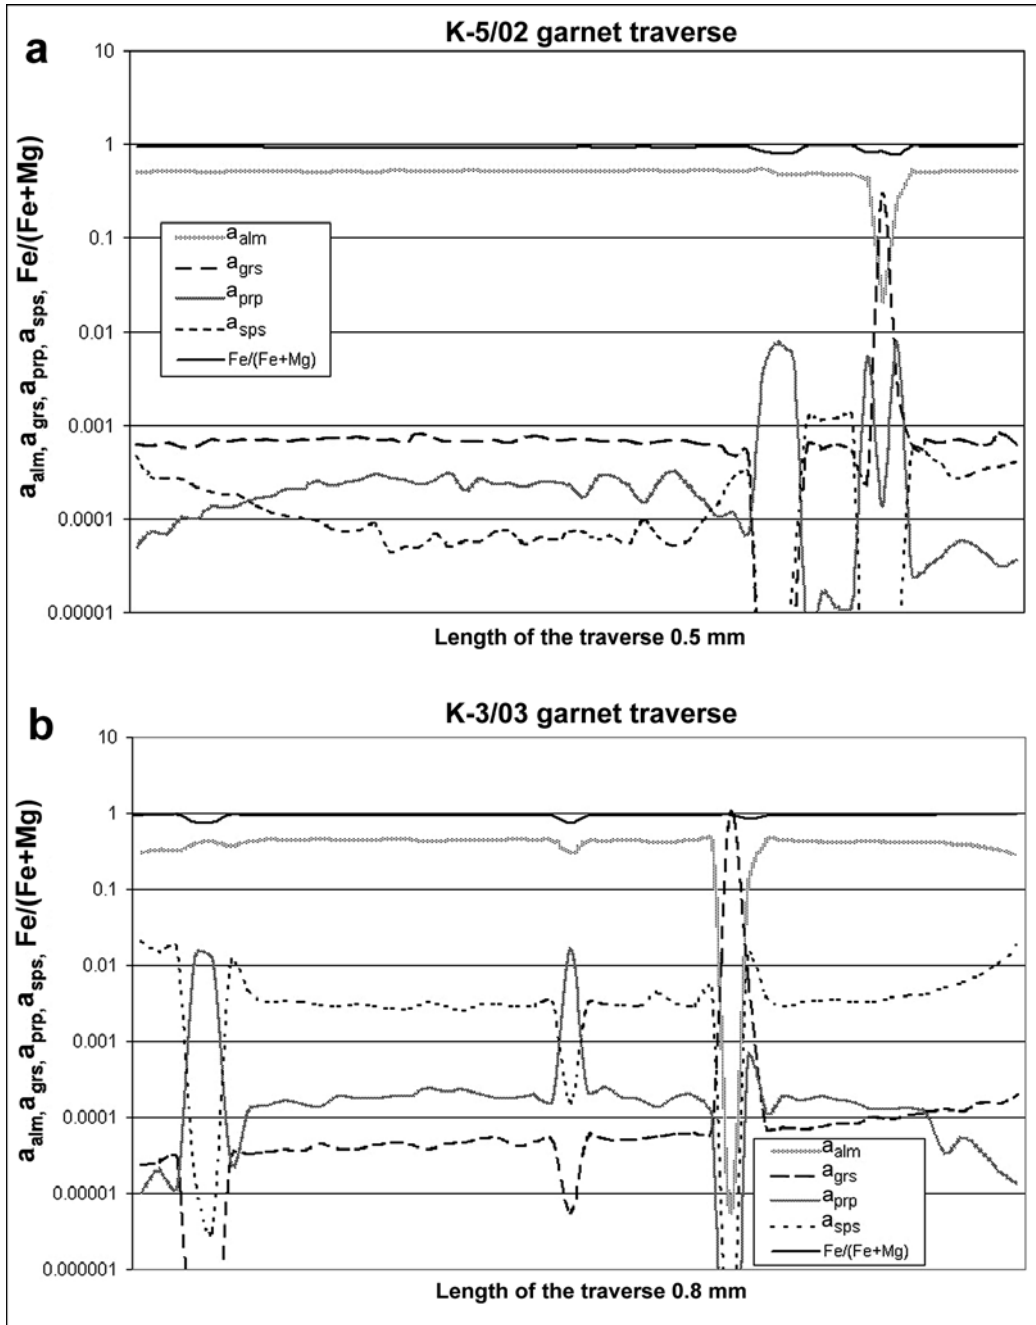 a
K-5/02 garnet traverse
10
1
0.1
0.01
0.001
0.0001
0.00001
a_alm, a_grs, a_prp, a_sps, Fe/(Fe+Mg)
a_alm
a_grs
a_prp
a_sps
Fe/(Fe+Mg)
Length of the traverse 0.5 mm
b
K-3/03 garnet traverse
10
1
0.1
0.01
0.001
0.0001
0.00001
0.000001
a_alm, a_grs, a_prp, a_sps, Fe/(Fe+Mg)
a_alm
a_grs
a_prp
a_sps
Fe/(Fe+Mg)
Length of the traverse 0.8 mm